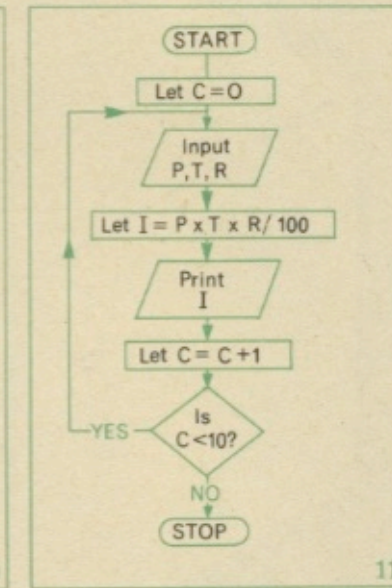 START
Let C=O
Input
P,T,R
Let I = P x T x R/100
Print
I
Let C= C+1
Is
C<10?
YES
NO
STOP